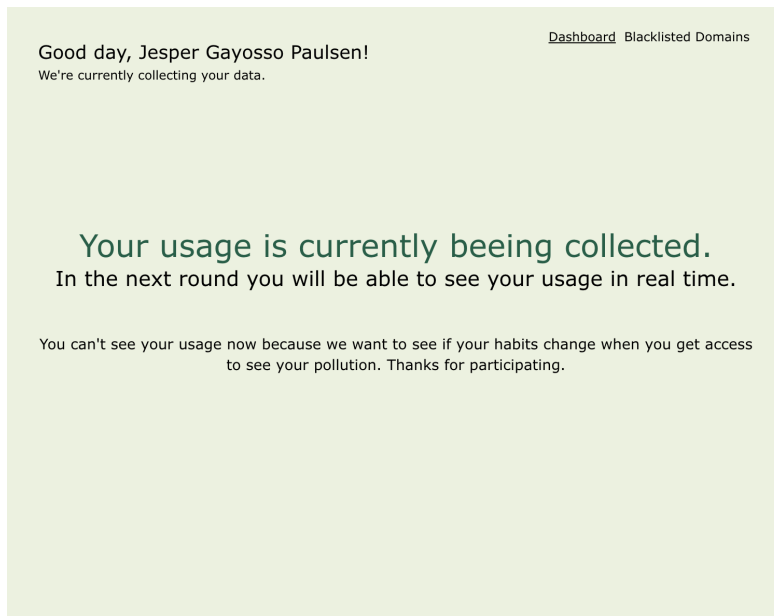 Good day, Jesper Gayosso Paulsen!
We're currently collecting your data.
Dashboard Blacklisted Domains
Your usage is currently beeing collected.
In the next round you will be able to see your usage in real time.
You can't see your usage now because we want to see if your habits change when you get access
to see your pollution. Thanks for participating.